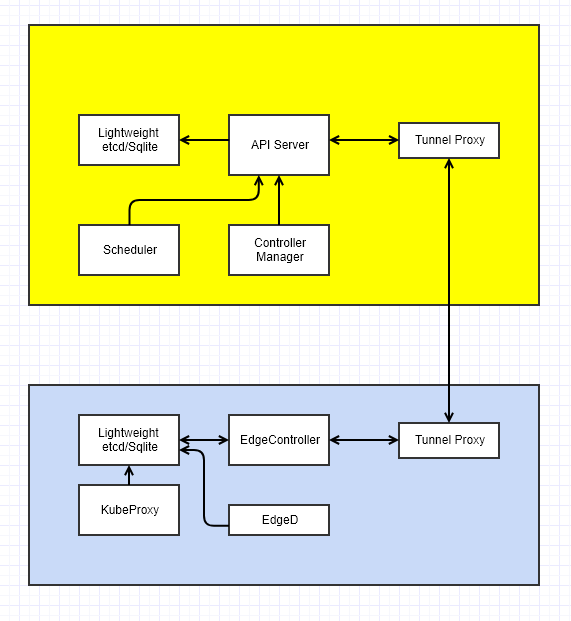 Lightweight
etcd/Sqlite
API Server
Tunnel Proxy
Scheduler
Controller
Manager
Lightweight
etcd/Sqlite
EdgeController
Tunnel Proxy
KubeProxy
EdgeD